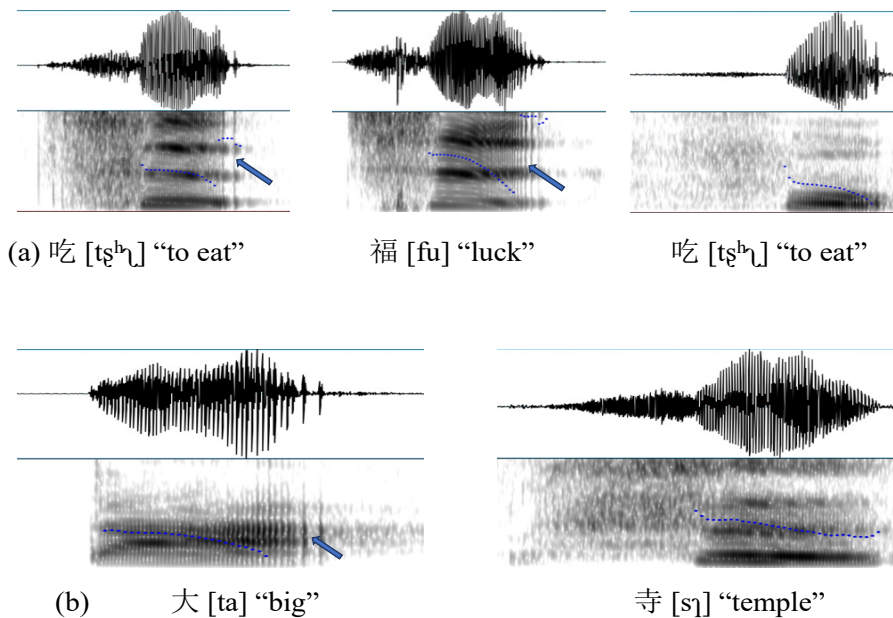 (a) 吃 [tʂʰʅ] “to eat” 福 [fu] “luck” 吃 [tʂʰʅ] “to eat”
(b) 大 [ta] “big” 寺 [sɿ] “temple”